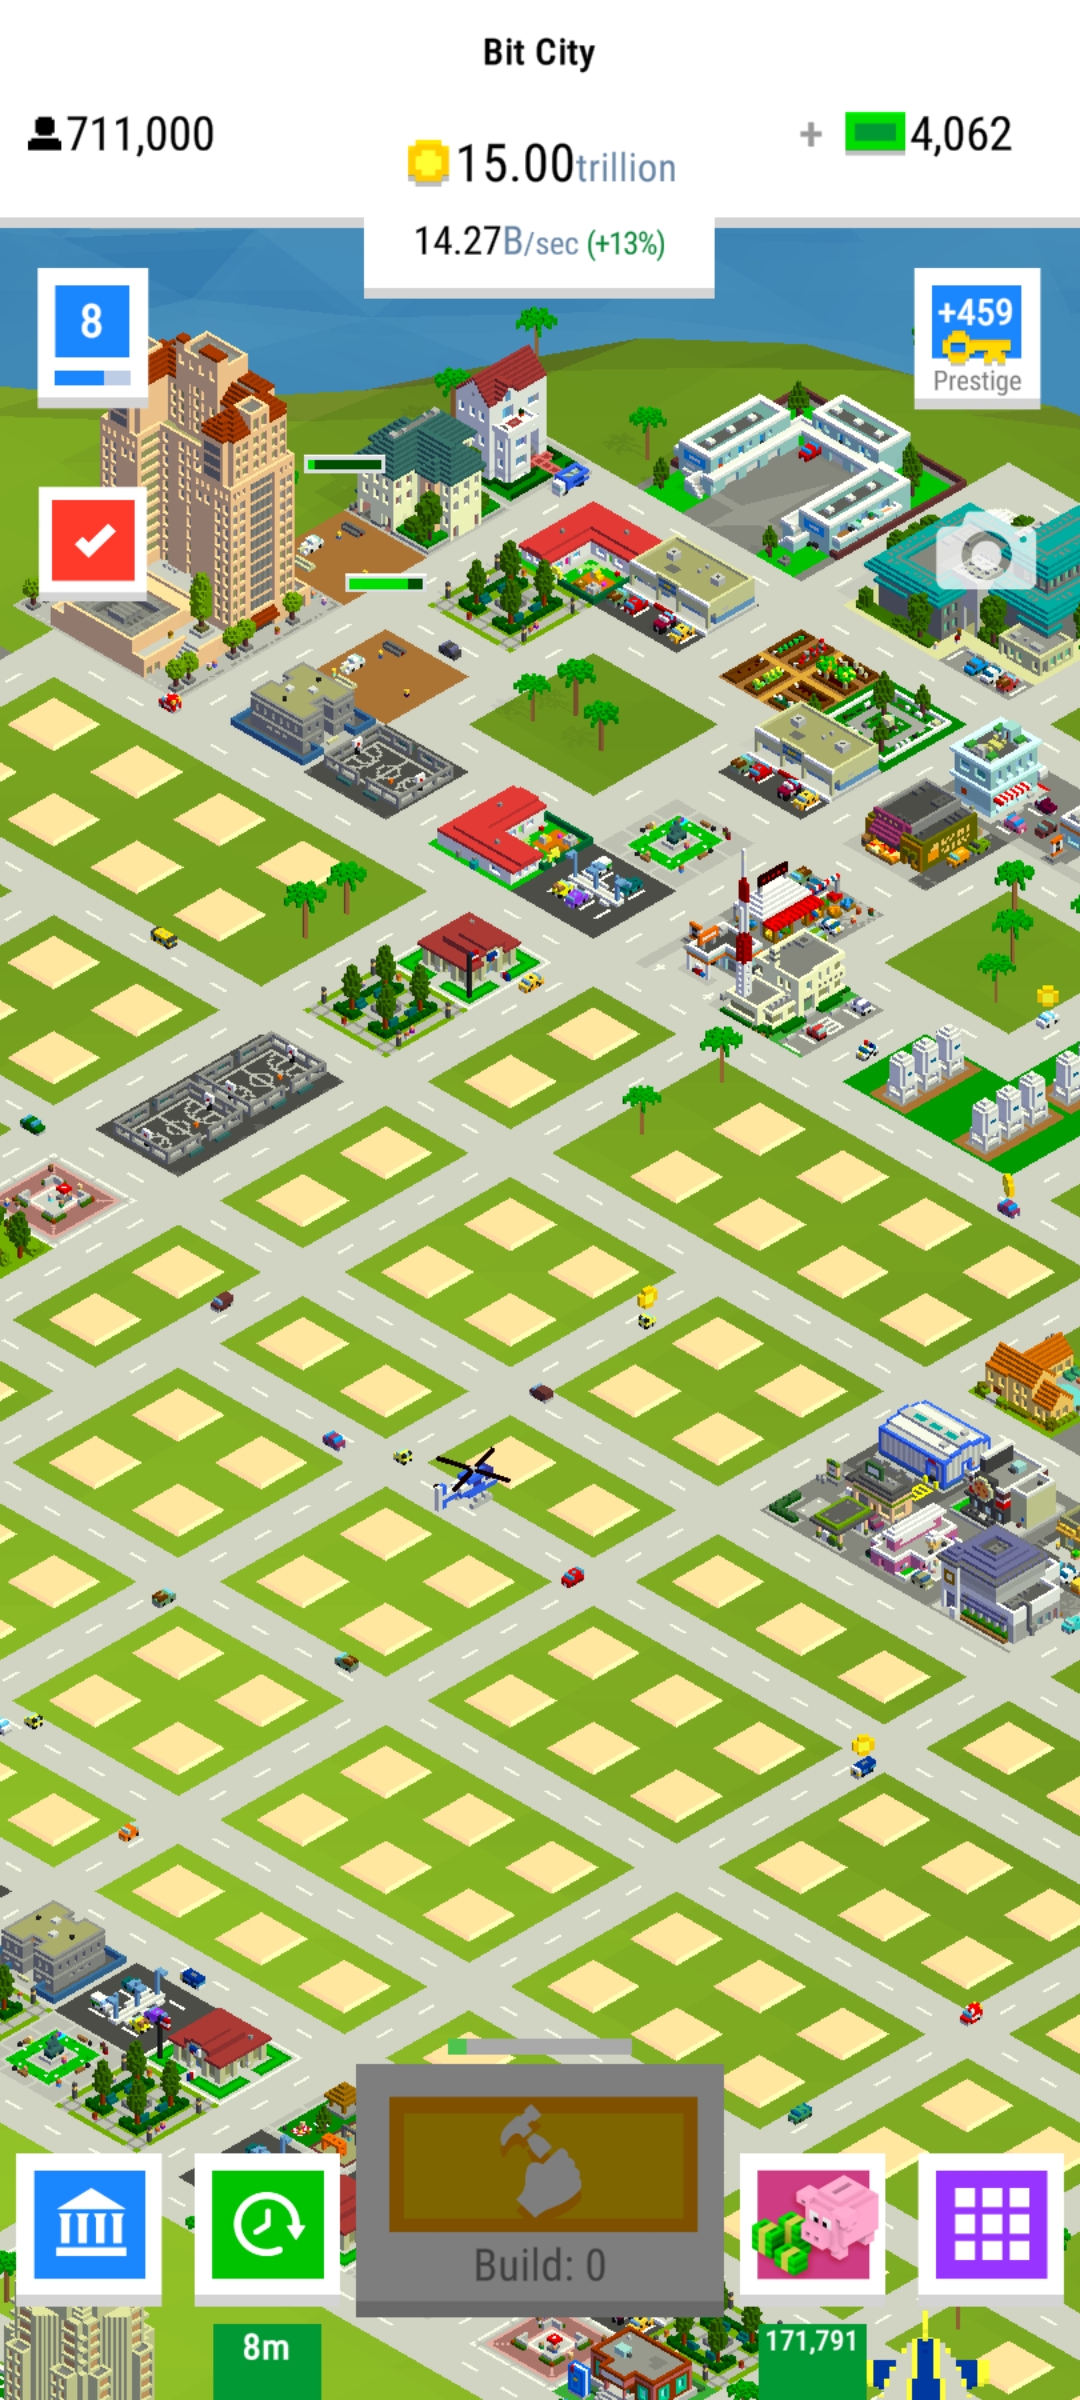 Bit City
711,000
15.00trillion
+ 4,062
14.27B/sec (+13%)
8
+459
Prestige
Build: 0
8m
171,791